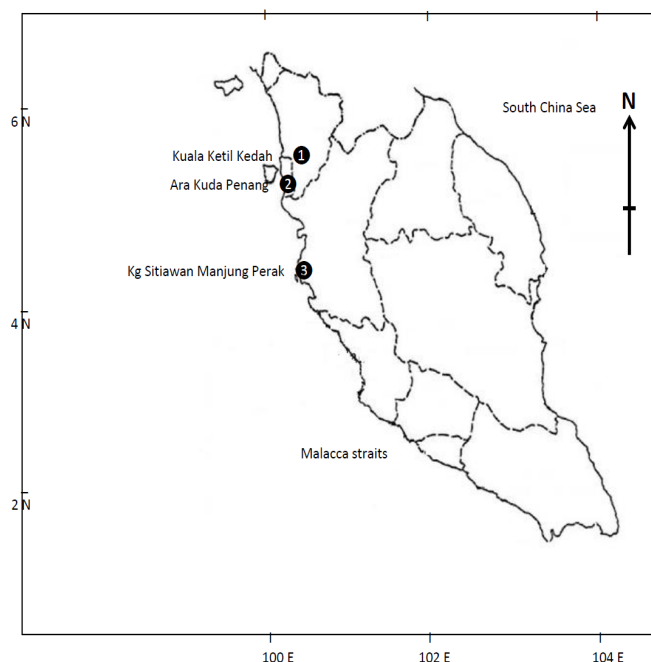 South China Sea
N
6 N
Kuala Ketil Kedah 1
Ara Kuda Penang 2
Kg Sitiawan Manjung Perak 3
4 N
Malacca straits
2 N
100 E 102 E 104 E